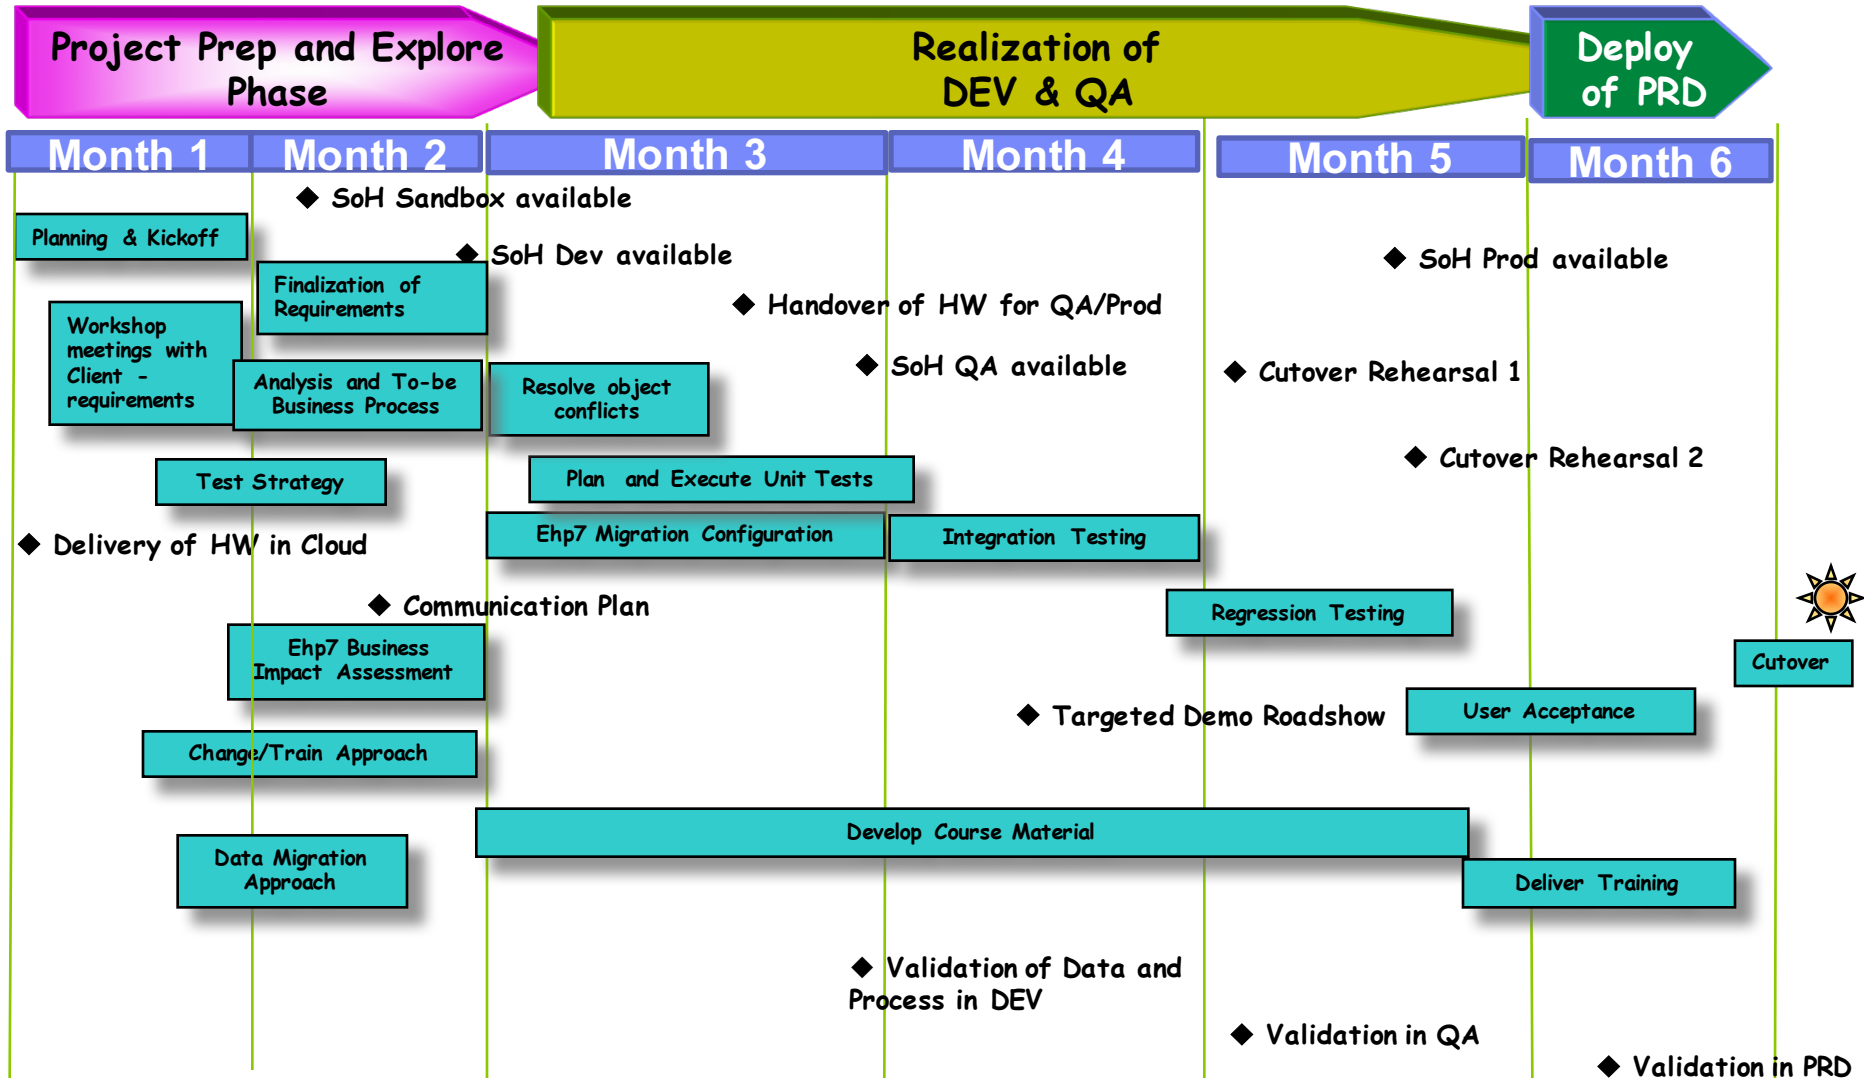 Project Prep and Explore
Phase
Realization of
DEV & QA
Deploy
of PRD
Month 1
Month 2
Month 3
Month 4
Month 5
Month 6
SoH Sandbox available
Planning & Kickoff
SoH Dev available
SoH Prod available
Finalization of
Requirements
Handover of HW for QA/Prod
Workshop
meetings with
Client -
requirements
SoH QA available
Cutover Rehearsal 1
Analysis and To-be
Business Process
Resolve object
conflicts
Cutover Rehearsal 2
Test Strategy
Plan and Execute Unit Tests
Delivery of HW in Cloud
Ehp7 Migration Configuration
Integration Testing
Communication Plan
Regression Testing
Ehp7 Business
Impact Assessment
Cutover
Targeted Demo Roadshow
User Acceptance
Change/Train Approach
Develop Course Material
Data Migration
Approach
Deliver Training
Validation of Data and
Process in DEV
Validation in QA
Validation in PRD